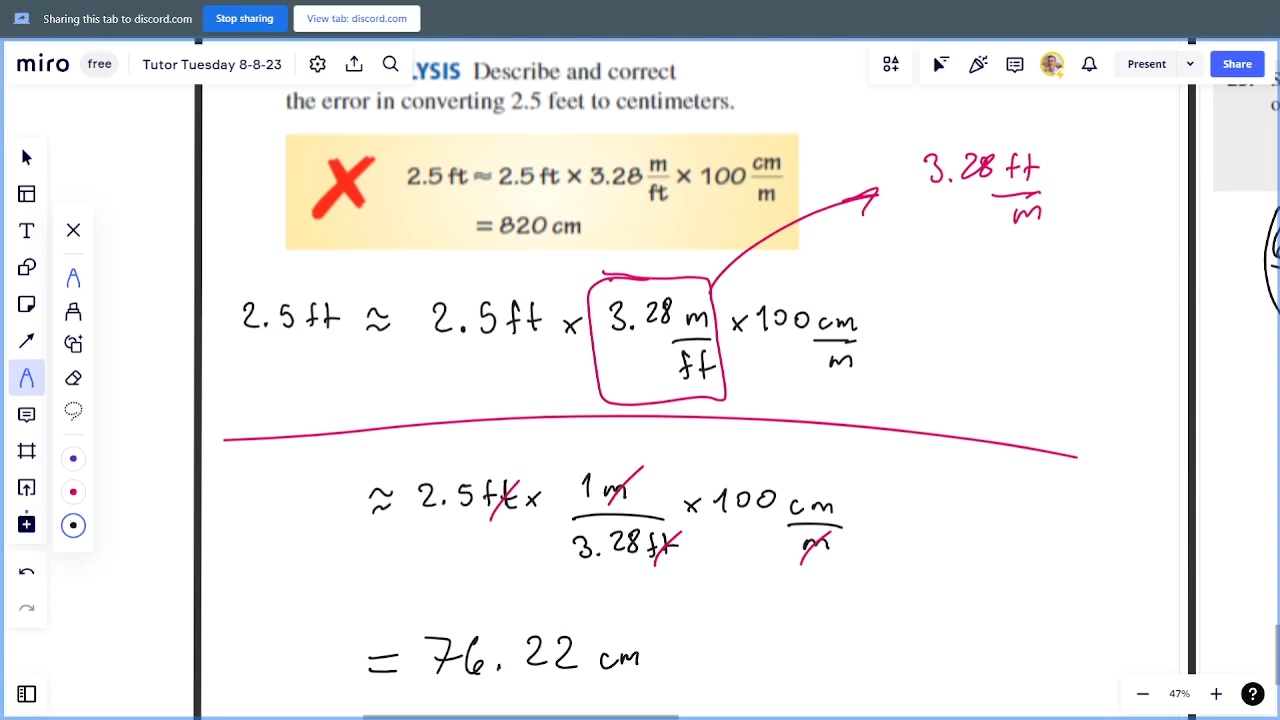 Sharing this tab to discord.com Stop sharing View tab: discord.com
miro free Tutor Tuesday 8-8-23 Present Share
LYSIS Describe and correct
the error in converting 2.5 feet to centimeters.
2.5 ft ≈ 2.5 ft × 3.28 m/ft × 100 cm/m
= 820 cm
3.28 ft/m
2.5 ft ≈ 2.5 ft × 3.28 m/ft × 100 cm/m
≈ 2.5 ft × 1 m/3.28 ft × 100 cm/m
= 76.22 cm
47%